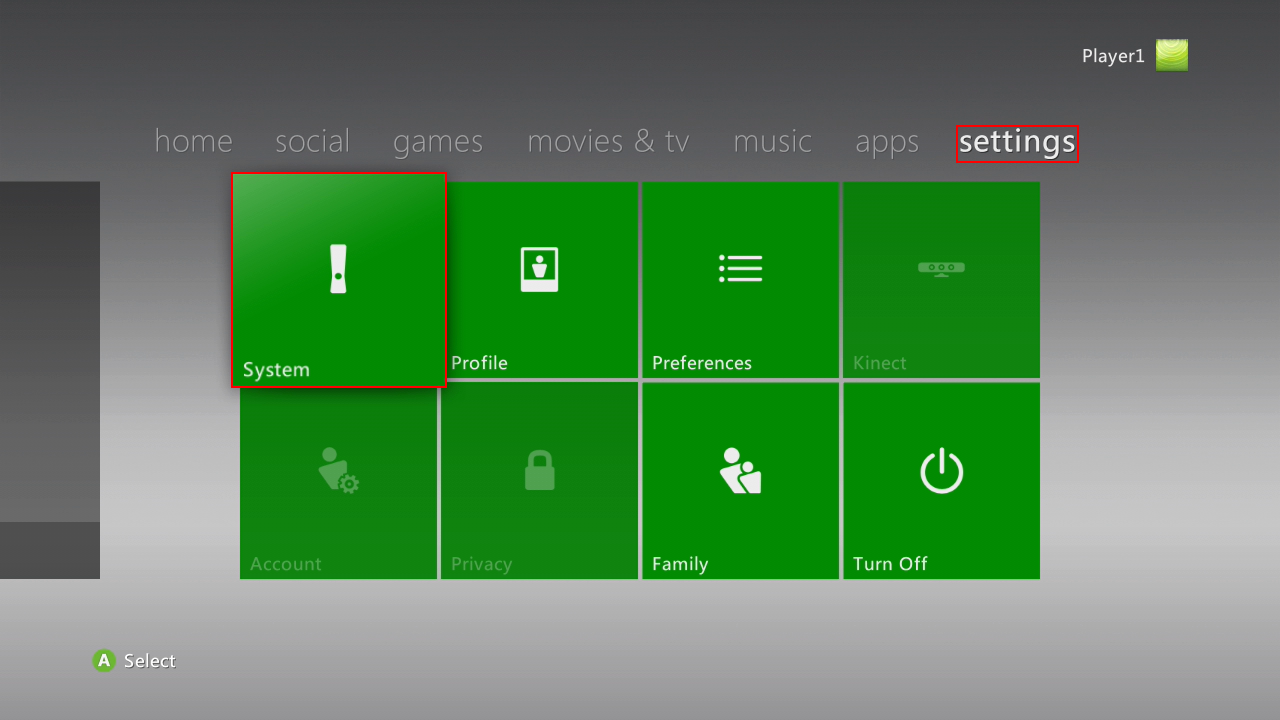 Player1
home social games movies & tv music apps settings
System Profile Preferences Kinect
Account Privacy Family Turn Off
A Select